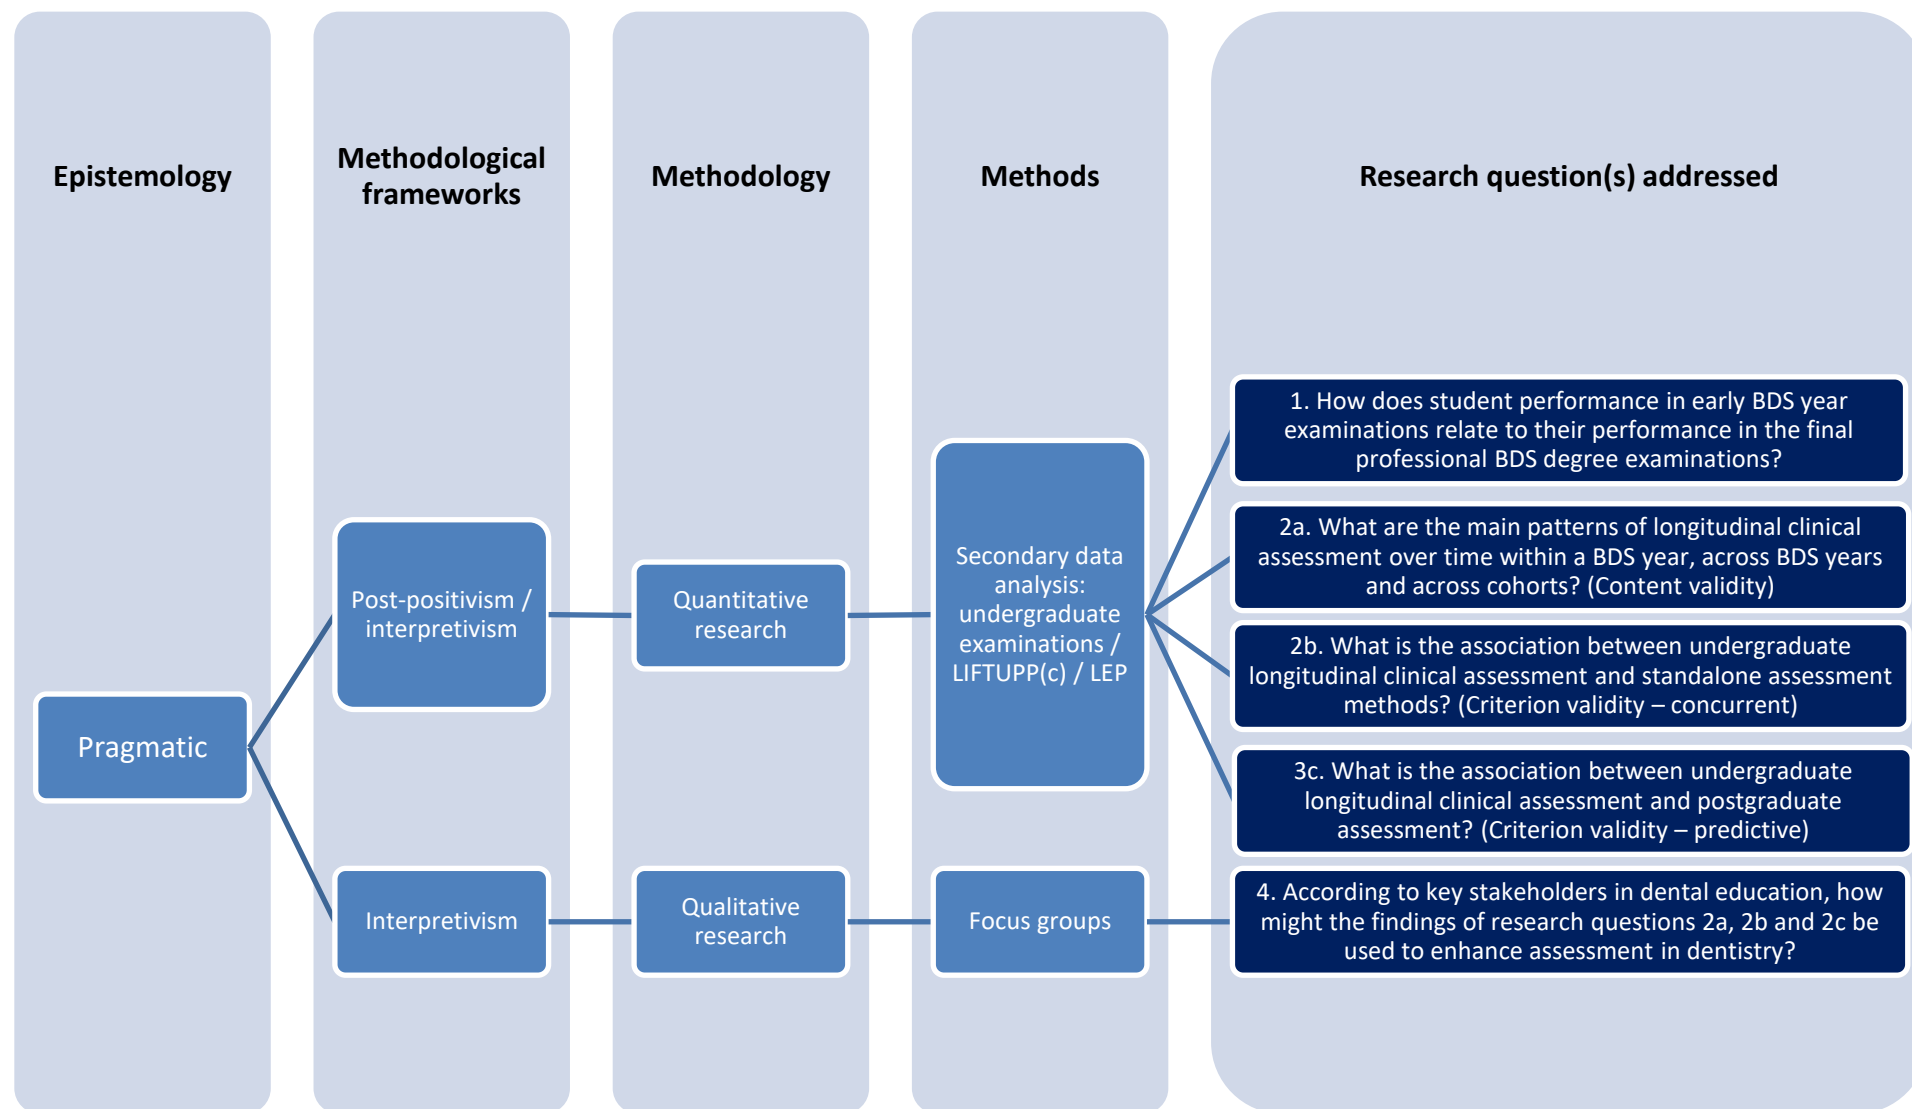 Epistemology
Methodological
frameworks
Methodology
Methods
Research question(s) addressed
Pragmatic
Post-positivism /
interpretivism
Quantitative
research
Secondary data
analysis:
undergraduate
examinations /
LIFTUPP(c) / LEP
1. How does student performance in early BDS year
examinations relate to their performance in the final
professional BDS degree examinations?
2a. What are the main patterns of longitudinal clinical
assessment over time within a BDS year, across BDS years
and across cohorts? (Content validity)
2b. What is the association between undergraduate
longitudinal clinical assessment and standalone assessment
methods? (Criterion validity – concurrent)
3c. What is the association between undergraduate
longitudinal clinical assessment and postgraduate
assessment? (Criterion validity – predictive)
Interpretivism
Qualitative
research
Focus groups
4. According to key stakeholders in dental education, how
might the findings of research questions 2a, 2b and 2c be
used to enhance assessment in dentistry?